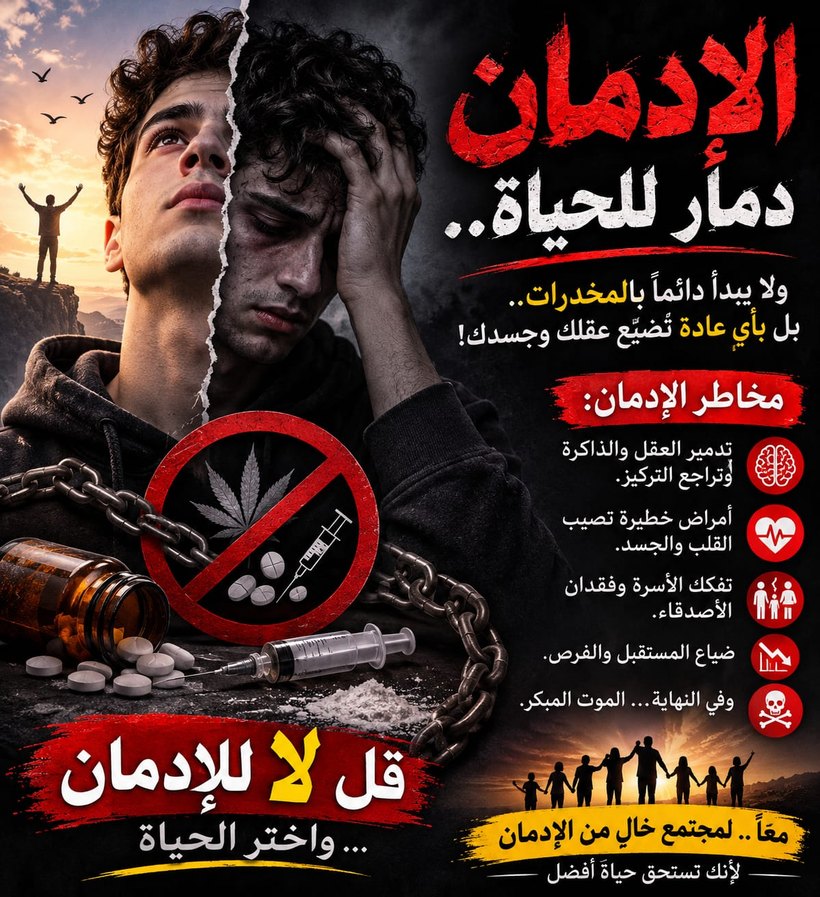 الإدمان
دمار للحياة..
ولا يبدأ دائماً بالمخدرات..
بل بأي عادة تُضيّع عقلك وجسدك!
مخاطر الإدمان:
تدمير العقل والذاكرة
وتراجع التركيز.
أمراض خطيرة تصيب
القلب والجسد.
تفكك الأسرة وفقدان
الأصدقاء.
ضياع المستقبل والفرص.
وفي النهاية... الموت المبكر.
قل لا للإدمان
... واختر الحياة
معًاً .. لمجتمع خالٍ من الإدمان
لأنك تستحق حياةً أفضل